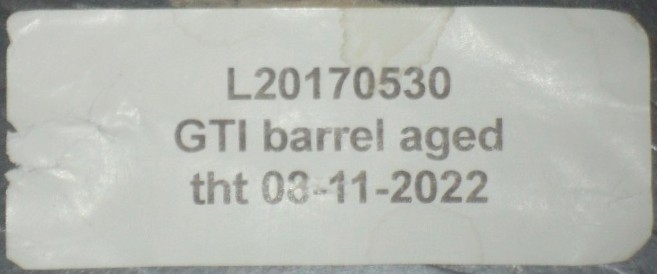 L20170530
GTI barrel aged
tht 03-11-2022